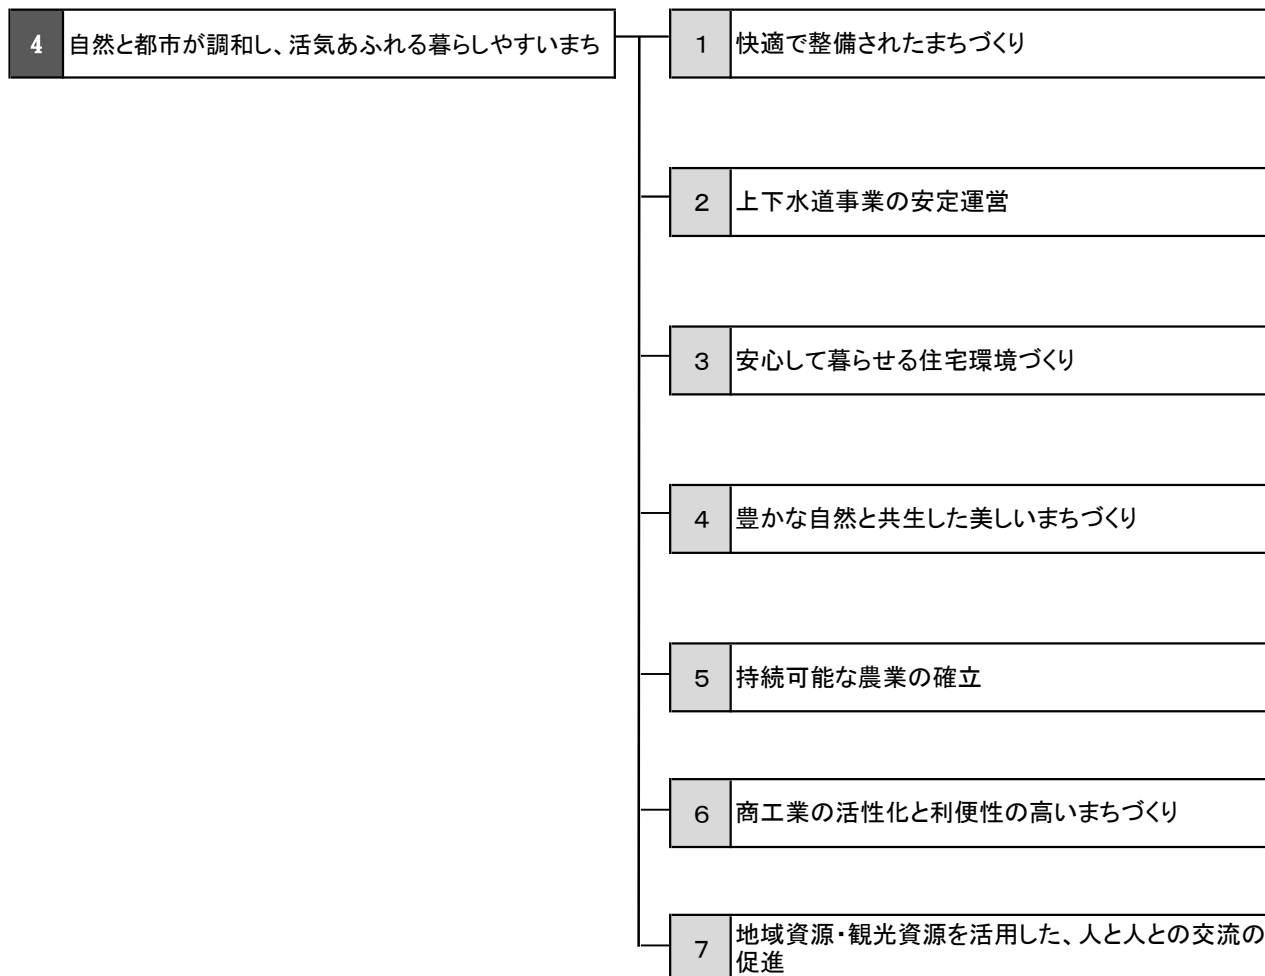 4 自然と都市が調和し、活気あふれる暮らしやすいまち
1 快適で整備されたまちづくり
2 上下水道事業の安定運営
3 安心して暮らせる住宅環境づくり
4 豊かな自然と共生した美しいまちづくり
5 持続可能な農業の確立
6 商工業の活性化と利便性の高いまちづくり
7 地域資源・観光資源を活用した、人と人との交流の
促進